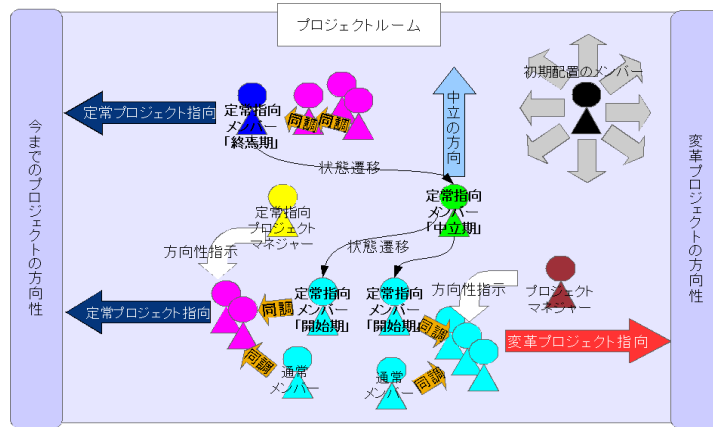 プロジェクトルーム
今までのプロジェクトの方向性
変革プロジェクトの方向性
初期配置のメンバー
定常プロジェクト指向
定常指向
メンバー
「終焉期」
同調
同調
中立の方向
状態遷移
定常指向
メンバー
「中立期」
定常指向
プロジェクト
マネジャー
方向性指示
状態遷移
定常プロジェクト指向
同調
定常指向
メンバー
「開始期」
定常指向
メンバー
「開始期」
方向性指示
プロジェクト
マネジャー
同調
変革プロジェクト指向
同調
通常
メンバー
通常
メンバー
同調